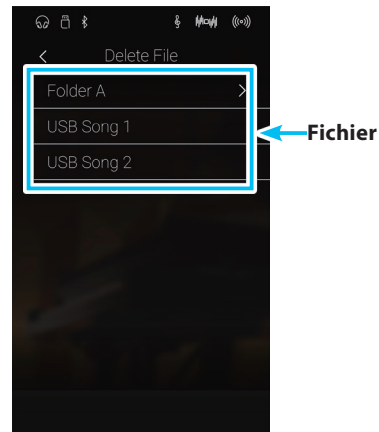 Delete File
Folder A
USB Song 1
Fichier
USB Song 2